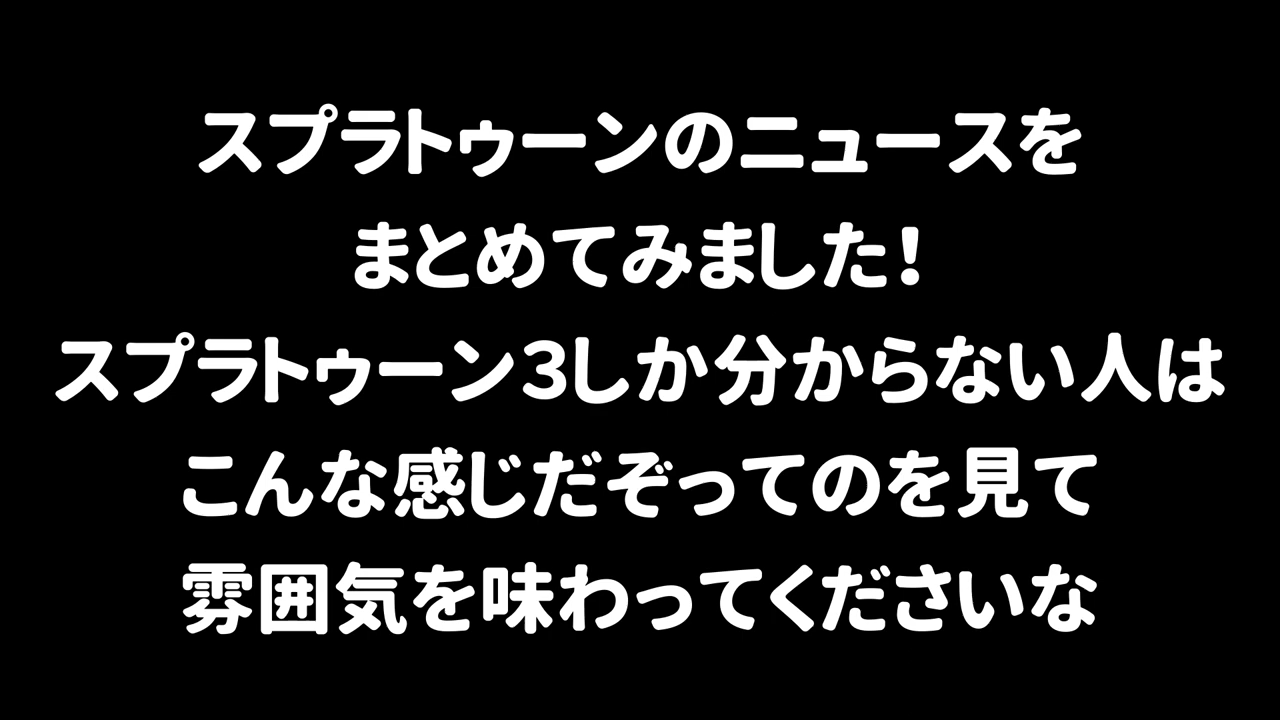 スプラトゥーンのニュースを
まとめてみました!
スプラトゥーン3しか分からない人は
こんな感じだぞってのを見て
雰囲気を味わってくださいな